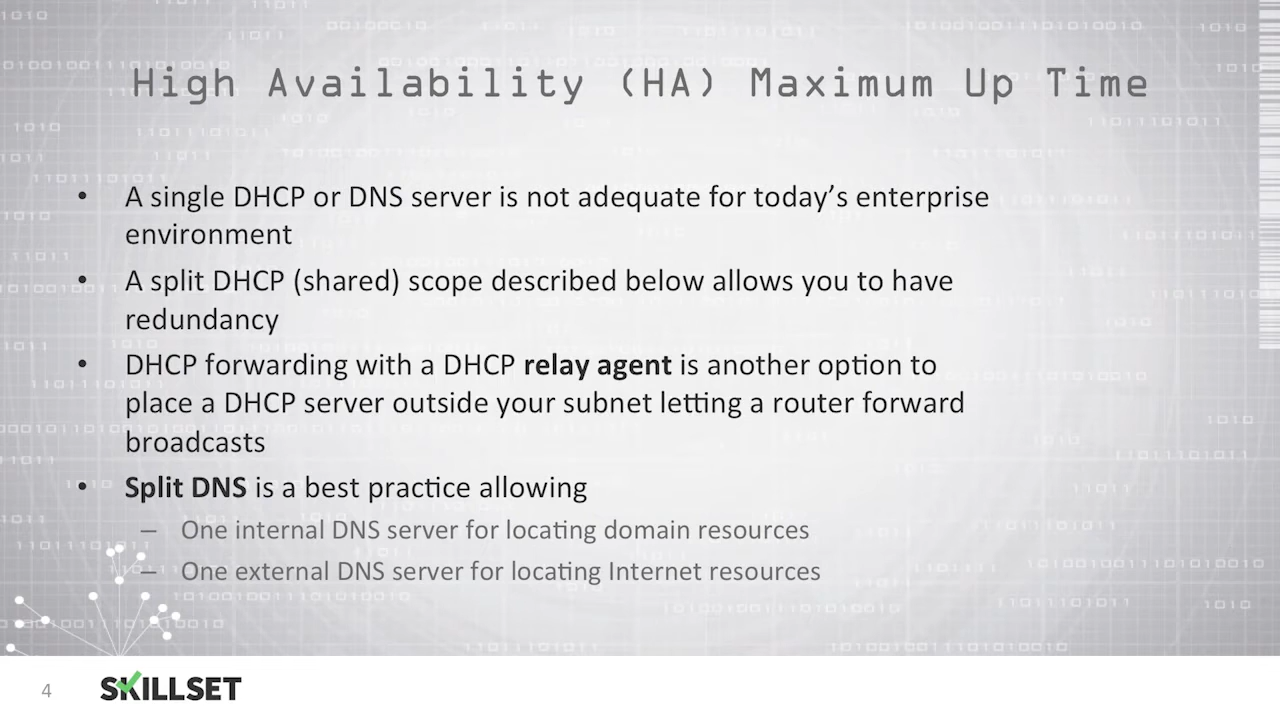 High Availability (HA) Maximum Up Time
• A single DHCP or DNS server is not adequate for today’s enterprise
environment
• A split DHCP (shared) scope described below allows you to have
redundancy
• DHCP forwarding with a DHCP relay agent is another option to
place a DHCP server outside your subnet letting a router forward
broadcasts
• Split DNS is a best practice allowing
– One internal DNS server for locating domain resources
– One external DNS server for locating Internet resources
4
SKILLSET